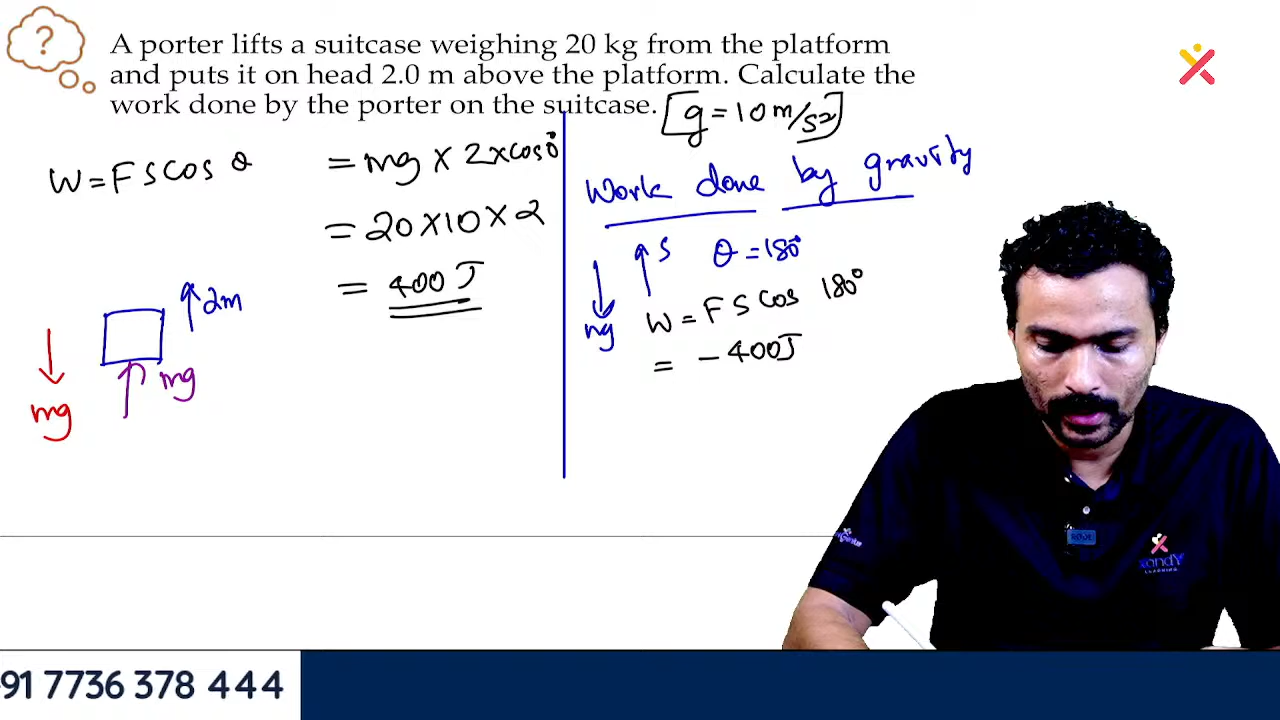 ?
A porter lifts a suitcase weighing 20 kg from the platform
and puts it on head 2.0 m above the platform. Calculate the
work done by the porter on the suitcase. [g = 10 m/s²]
W = F S cos θ
= mg × 2 × cos 0°
= 20 × 10 × 2
= 400 J
2m
mg
mg
Work done by gravity
S
θ = 180°
mg
W = F S cos 180°
= - 400J
LEARNING
+91 7736 378 444